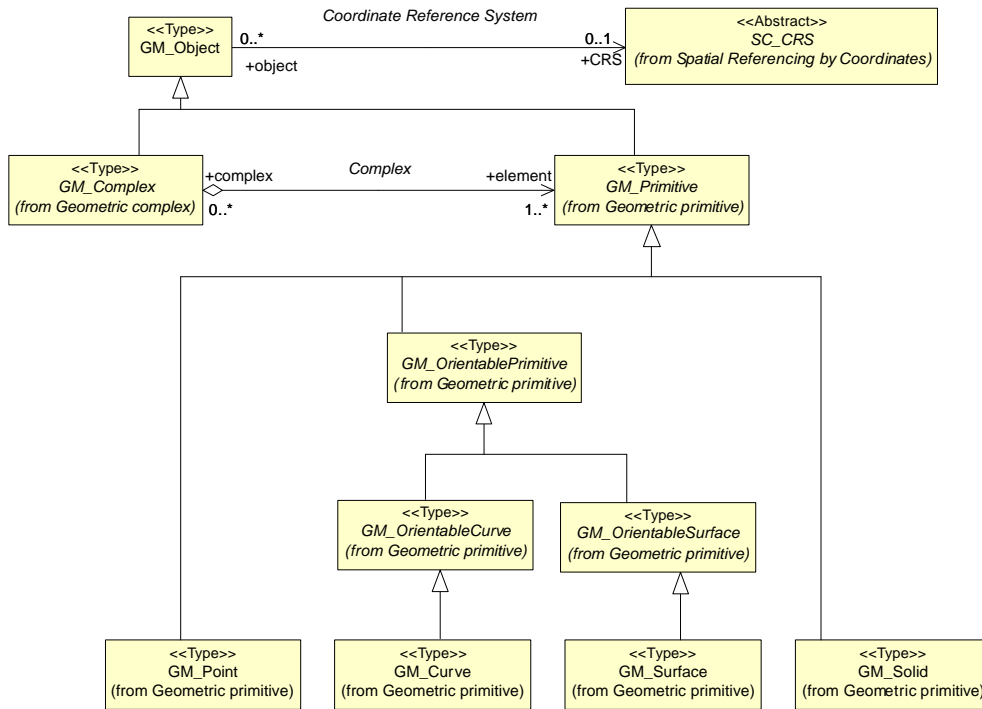 Coordinate Reference System
<<Type>>
GM_Object
0..*
+object
0..1
+CRS
<<Abstract>>
SC_CRS
(from Spatial Referencing by Coordinates)
<<Type>>
GM_Complex
(from Geometric complex)
+complex
0..*
Complex
+element
1..*
<<Type>>
GM_Primitive
(from Geometric primitive)
<<Type>>
GM_OrientablePrimitive
(from Geometric primitive)
<<Type>>
GM_OrientableCurve
(from Geometric primitive)
<<Type>>
GM_OrientableSurface
(from Geometric primitive)
<<Type>>
GM_Point
(from Geometric primitive)
<<Type>>
GM_Curve
(from Geometric primitive)
<<Type>>
GM_Surface
(from Geometric primitive)
<<Type>>
GM_Solid
(from Geometric primitive)